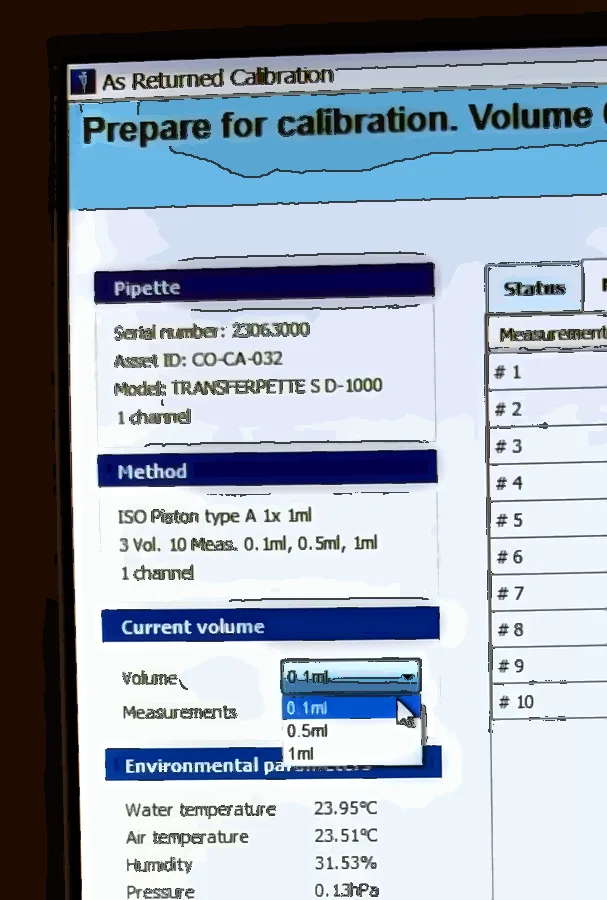 As Returned Calibration
Prepare for calibration. Volume
Pipette
Serial number: 23063000
Asset ID: CO-CA-032
Model: TRANSFERPETTE S D-1000
1 channel
Method
ISO Piston type A 1x 1ml
3 Vol. 10 Meas. 0.1ml, 0.5ml, 1ml
1 channel
Current volume
Volume 0.1ml
Measurements
0.1ml
0.5ml
1ml
Environmental parameters
Water temperature 23.95°C
Air temperature 23.51°C
Humidity 31.53%
Pressure 0.13hPa
Status
Measurement
# 1
# 2
# 3
# 4
# 5
# 6
# 7
# 8
# 9
# 10